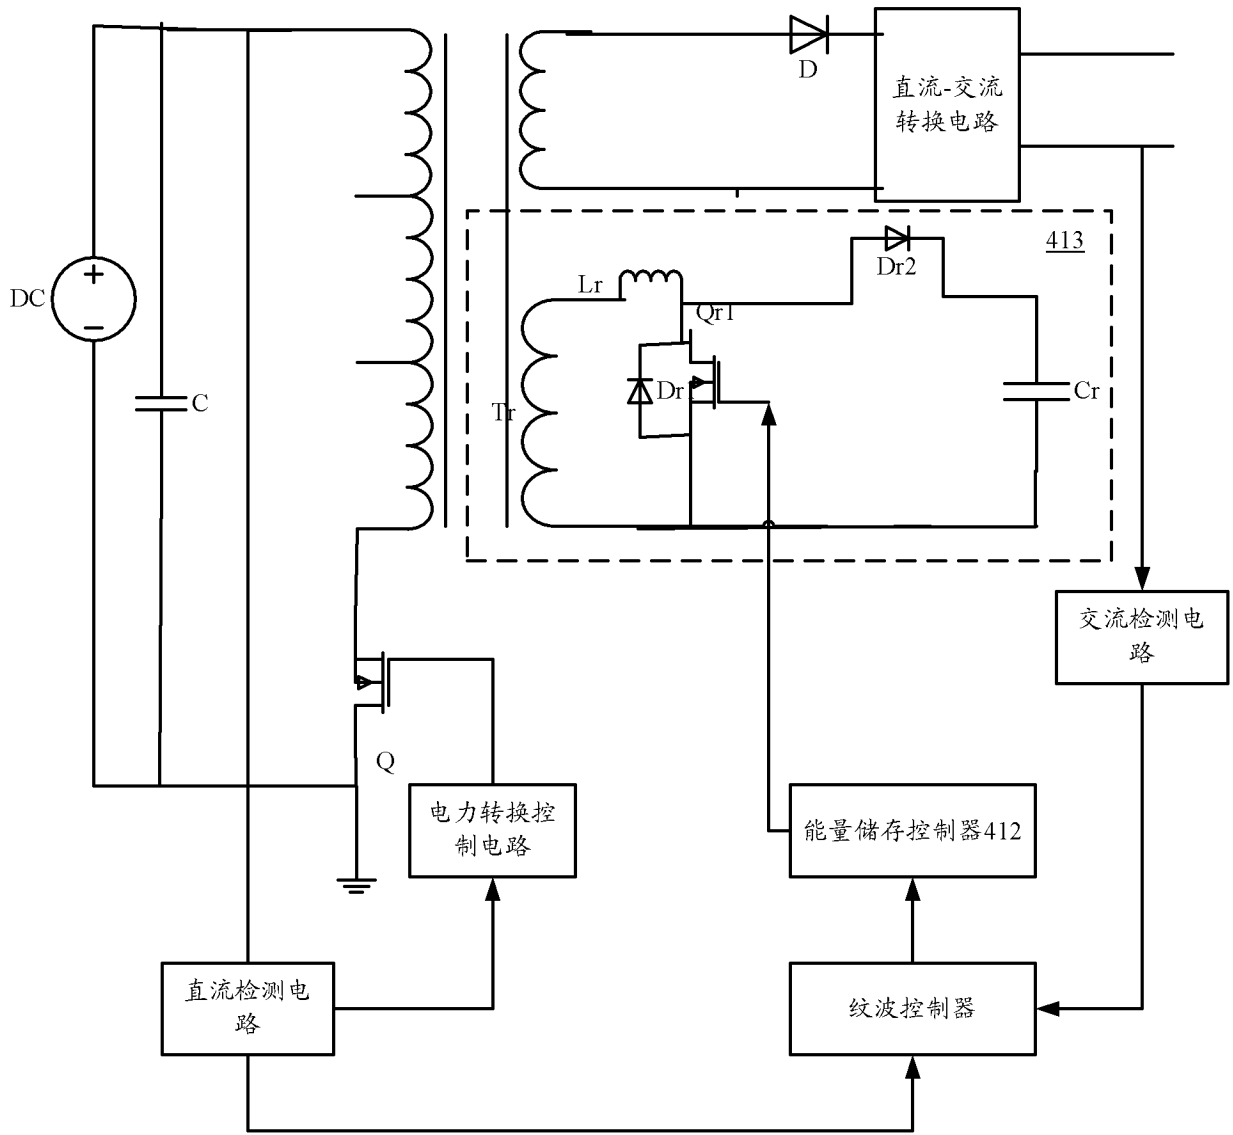 D
直流-交流
转换电路
413
Dr2
Lr
DC
Qr1
Dr1
Cr
C
Tr
交流检测电
路
Q
电力转换控
制电路
能量储存控制器412
直流检测电
路
纹波控制器